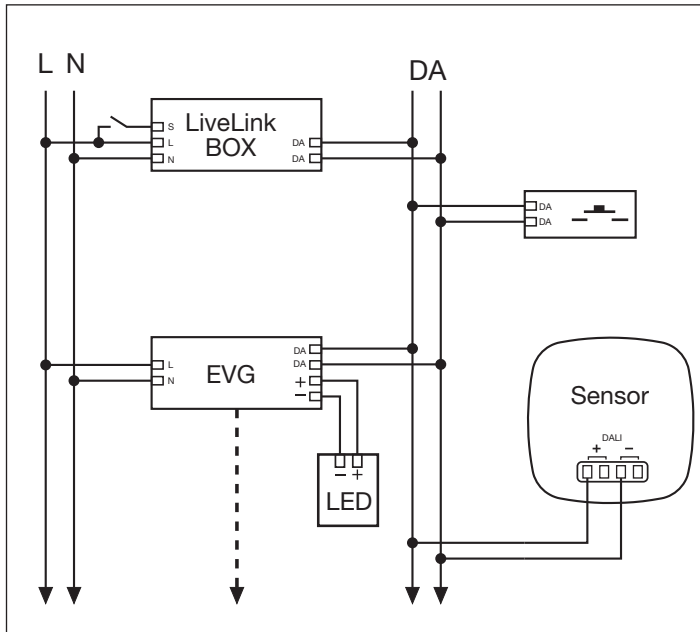 L N
DA
S
L
N
LiveLink
BOX
DA
DA
DA
DA
L
N
EVG
DA
DA
+
−
− +
LED
Sensor
DALI
+ −